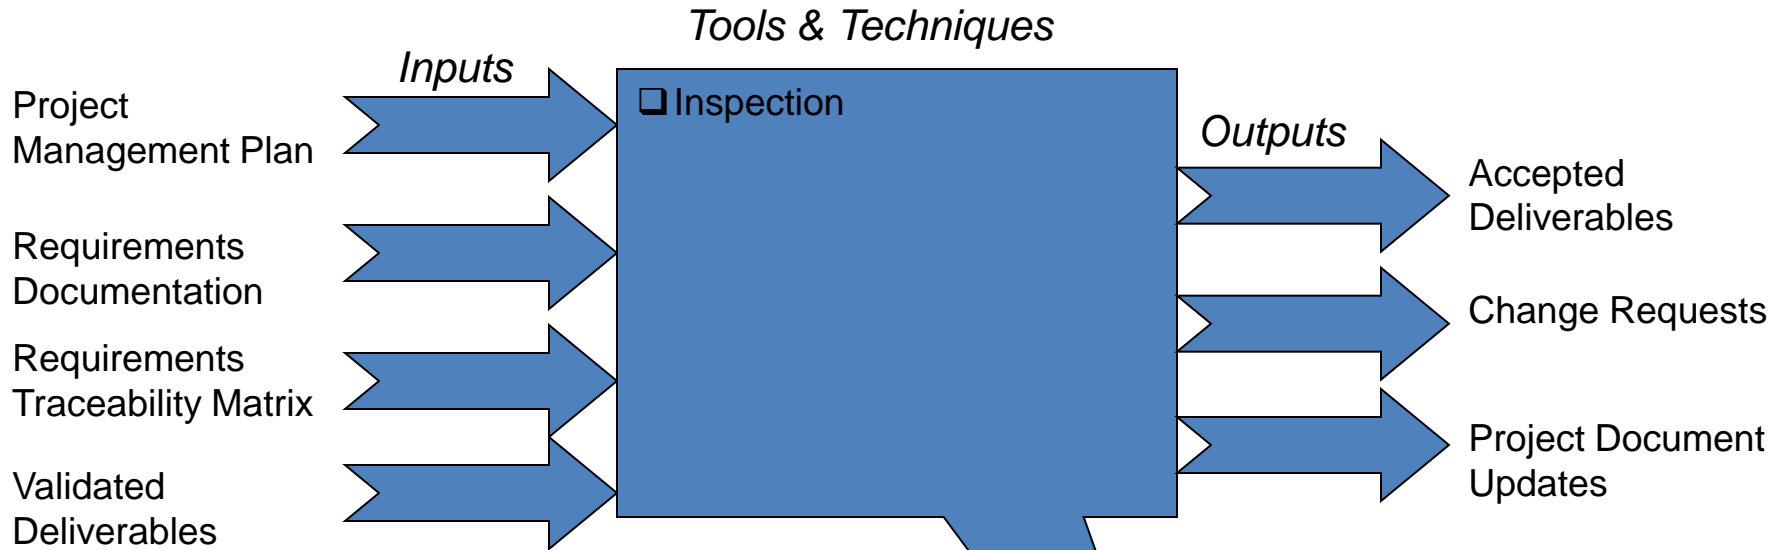 Tools & Techniques
Inputs
Project
Management Plan
Requirements
Documentation
Requirements
Traceability Matrix
Validated
Deliverables
❑ Inspection
Outputs
Accepted
Deliverables
Change Requests
Project Document
Updates